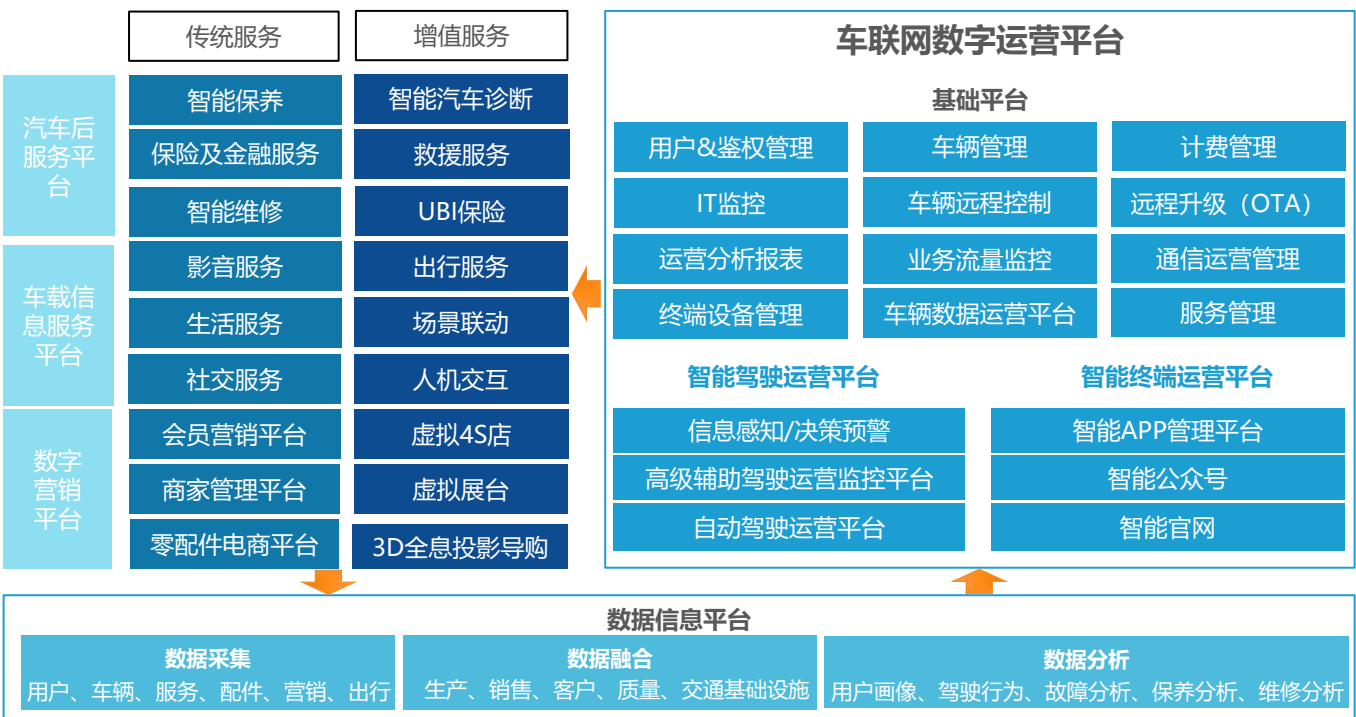 传统服务
增值服务
汽车后
服务平
台
智能保养
智能汽车诊断
保险及金融服务
救援服务
智能维修
UBI保险
车载信
息服务
平台
影音服务
出行服务
生活服务
场景联动
社交服务
人机交互
数字
营销
平台
会员营销平台
虚拟4S店
商家管理平台
虚拟展台
零配件电商平台
3D全息投影导购
车联网数字运营平台
基础平台
用户&鉴权管理
车辆管理
计费管理
IT监控
车辆远程控制
远程升级（OTA）
运营分析报表
业务流量监控
通信运营管理
终端设备管理
车辆数据运营平台
服务管理
智能驾驶运营平台
信息感知/决策预警
高级辅助驾驶运营监控平台
自动驾驶运营平台
智能终端运营平台
智能APP管理平台
智能公众号
智能官网
数据信息平台
数据采集
用户、车辆、服务、配件、营销、出行
数据融合
生产、销售、客户、质量、交通基础设施
数据分析
用户画像、驾驶行为、故障分析、保养分析、维修分析